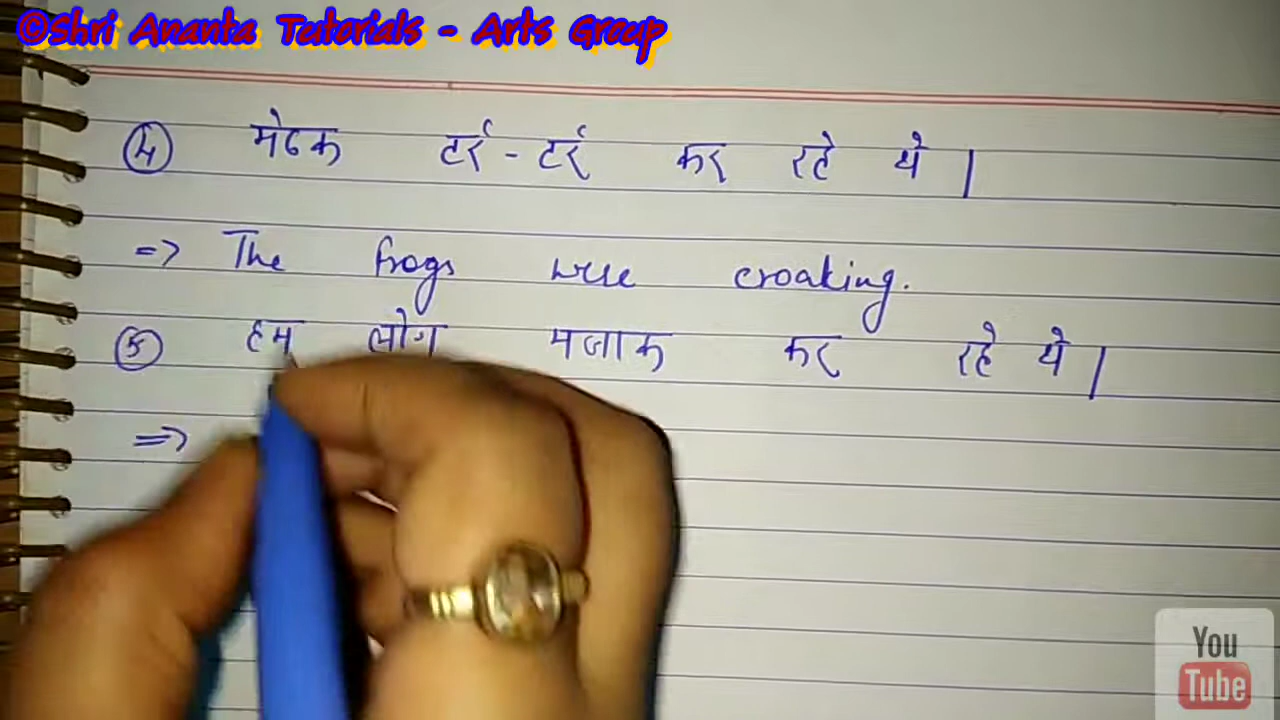 ©Shri Ananta Tutorials - Arts Group
4 मेढक टर्र-टर्र कर रहे थे |
=> The frogs were croaking.
5 हम लोग मजाक कर रहे थे |
=>
You
Tube